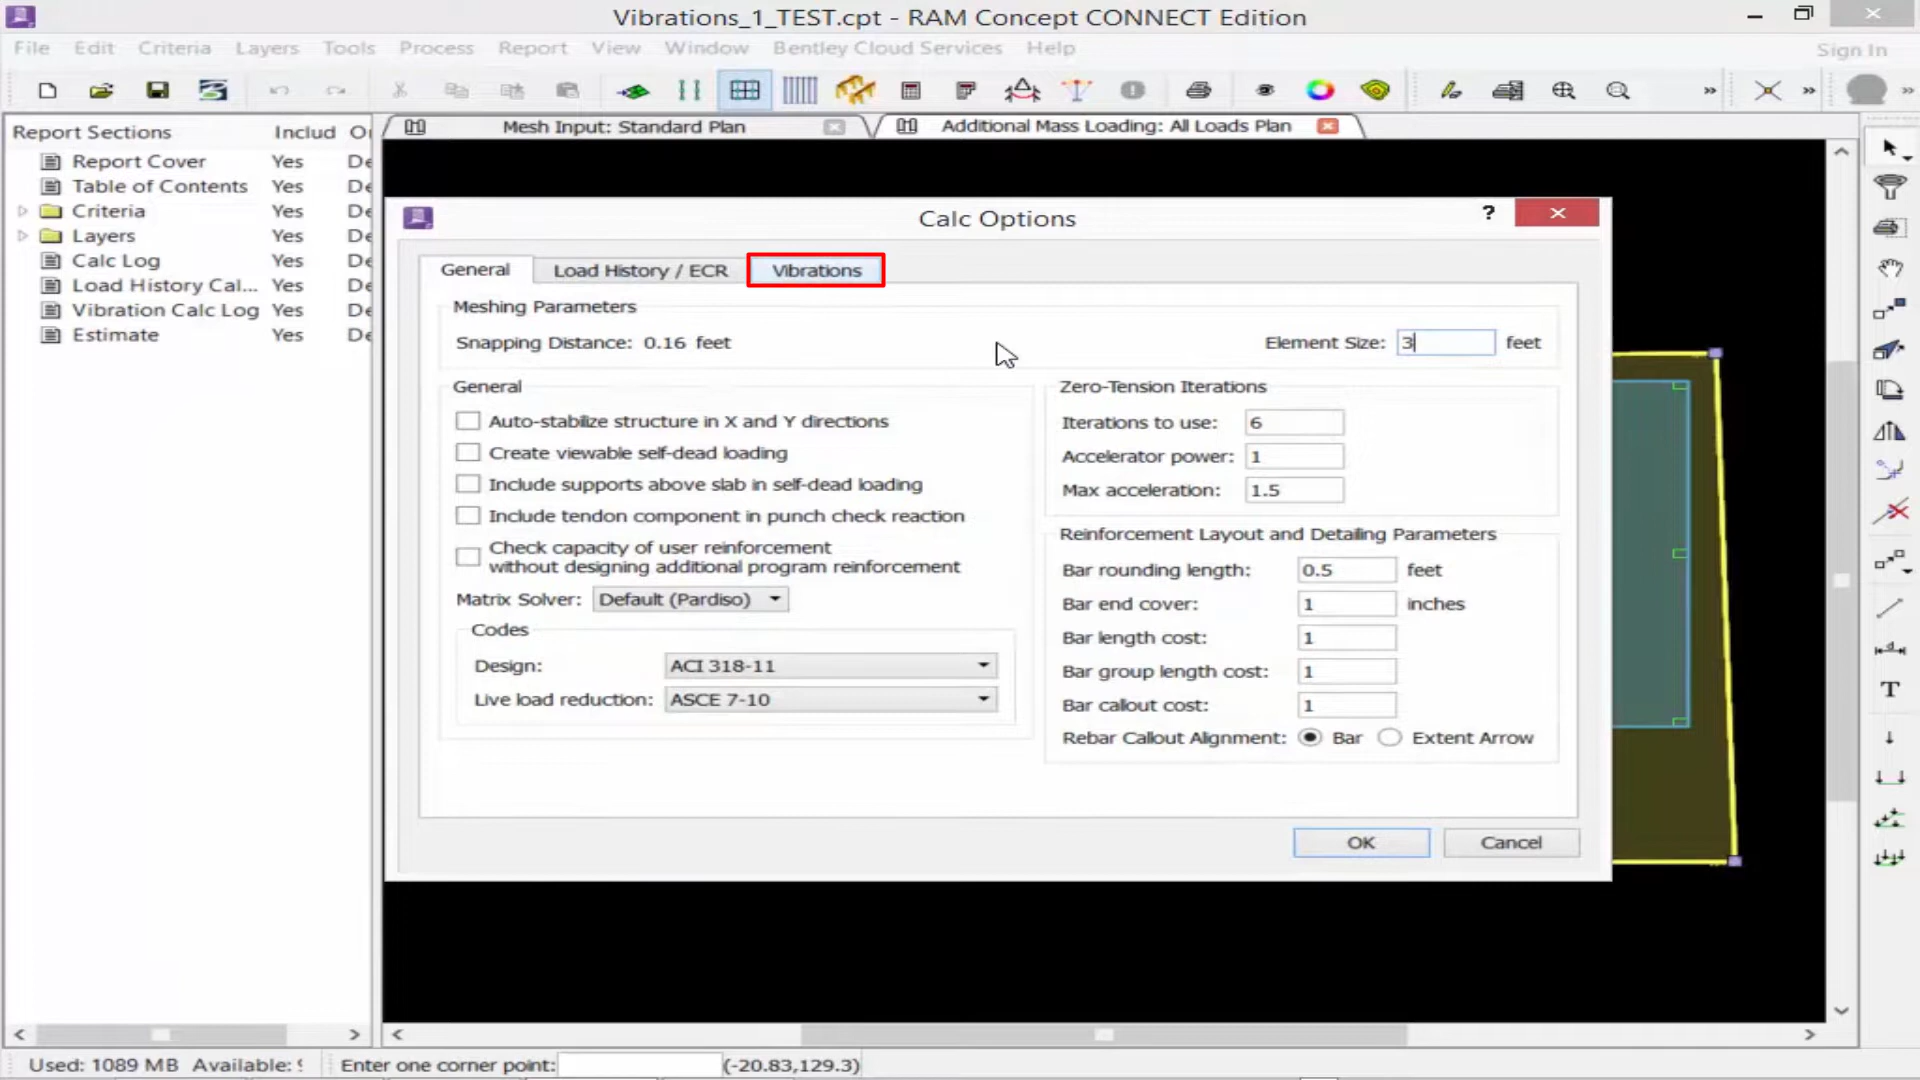 Vibrations_1_TEST.cpt - RAM Concept CONNECT Edition
File Edit Criteria Layers Tools Process Report View Window Bentley Cloud Services Help Sign In
Report Sections Includ
Mesh Input: Standard Plan
Additional Mass Loading: All Loads Plan
Report Cover Yes De
Table of Contents Yes De
Criteria Yes De
Layers Yes De
Calc Log Yes De
Load History Cal... Yes De
Vibration Calc Log Yes De
Estimate Yes De
Calc Options
?
General Load History / ECR Vibrations
Meshing Parameters
Snapping Distance: 0.16 feet
Element Size: 3 feet
General
Auto-stabilize structure in X and Y directions
Create viewable self-dead loading
Include supports above slab in self-dead loading
Include tendon component in punch check reaction
Check capacity of user reinforcement
without designing additional program reinforcement
Matrix Solver: Default (Pardiso)
Codes
Design: ACI 318-11
Live load reduction: ASCE 7-10
Zero-Tension Iterations
Iterations to use: 6
Accelerator power: 1
Max acceleration: 1.5
Reinforcement Layout and Detailing Parameters
Bar rounding length: 0.5 feet
Bar end cover: 1 inches
Bar length cost: 1
Bar group length cost: 1
Bar callout cost: 1
Rebar Callout Alignment: Bar Extent Arrow
OK Cancel
T
Used: 1089 MB Available:
Enter one corner point: (-20.83,129.3)